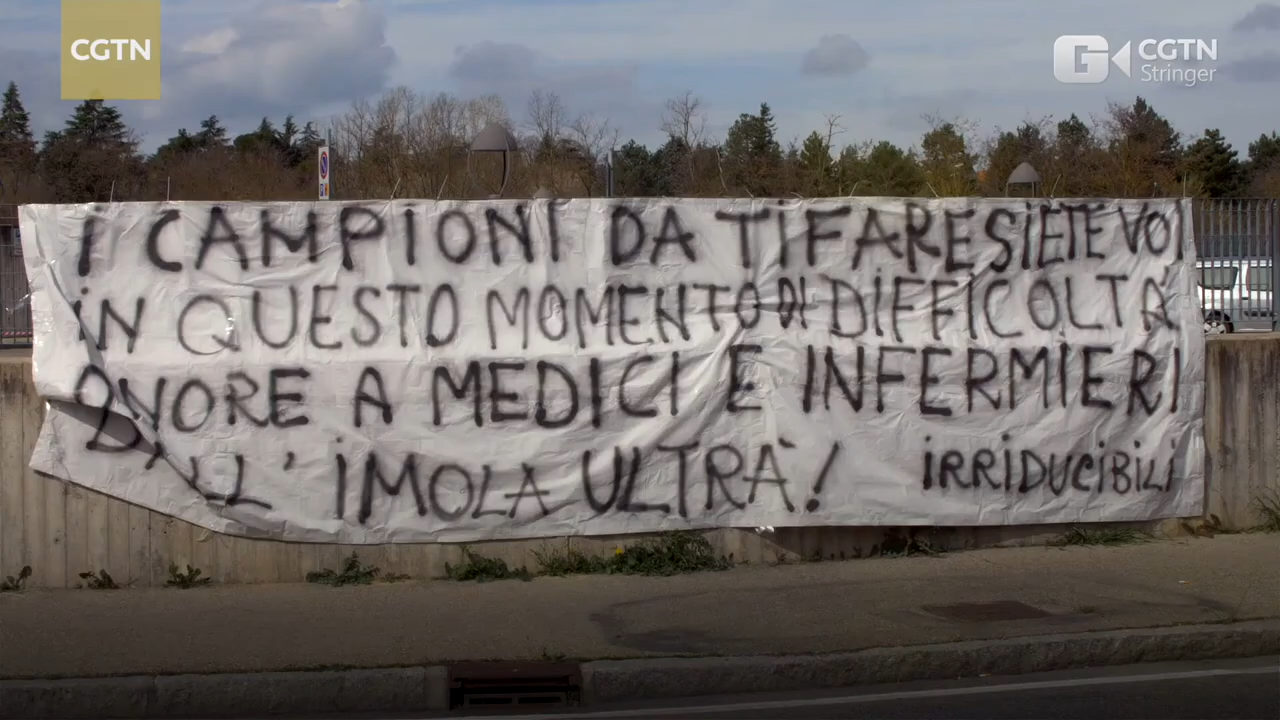 CGTN
CGTN
Stringer
I CAMPIONI DA TIFARE SIETE VOI
IN QUESTO MOMENTO DI DIFFICOLTÀ
ONORE A MEDICI E INFERMIERI
DALL' IMOLA ULTRÀ!
IRRIDUCIBILI